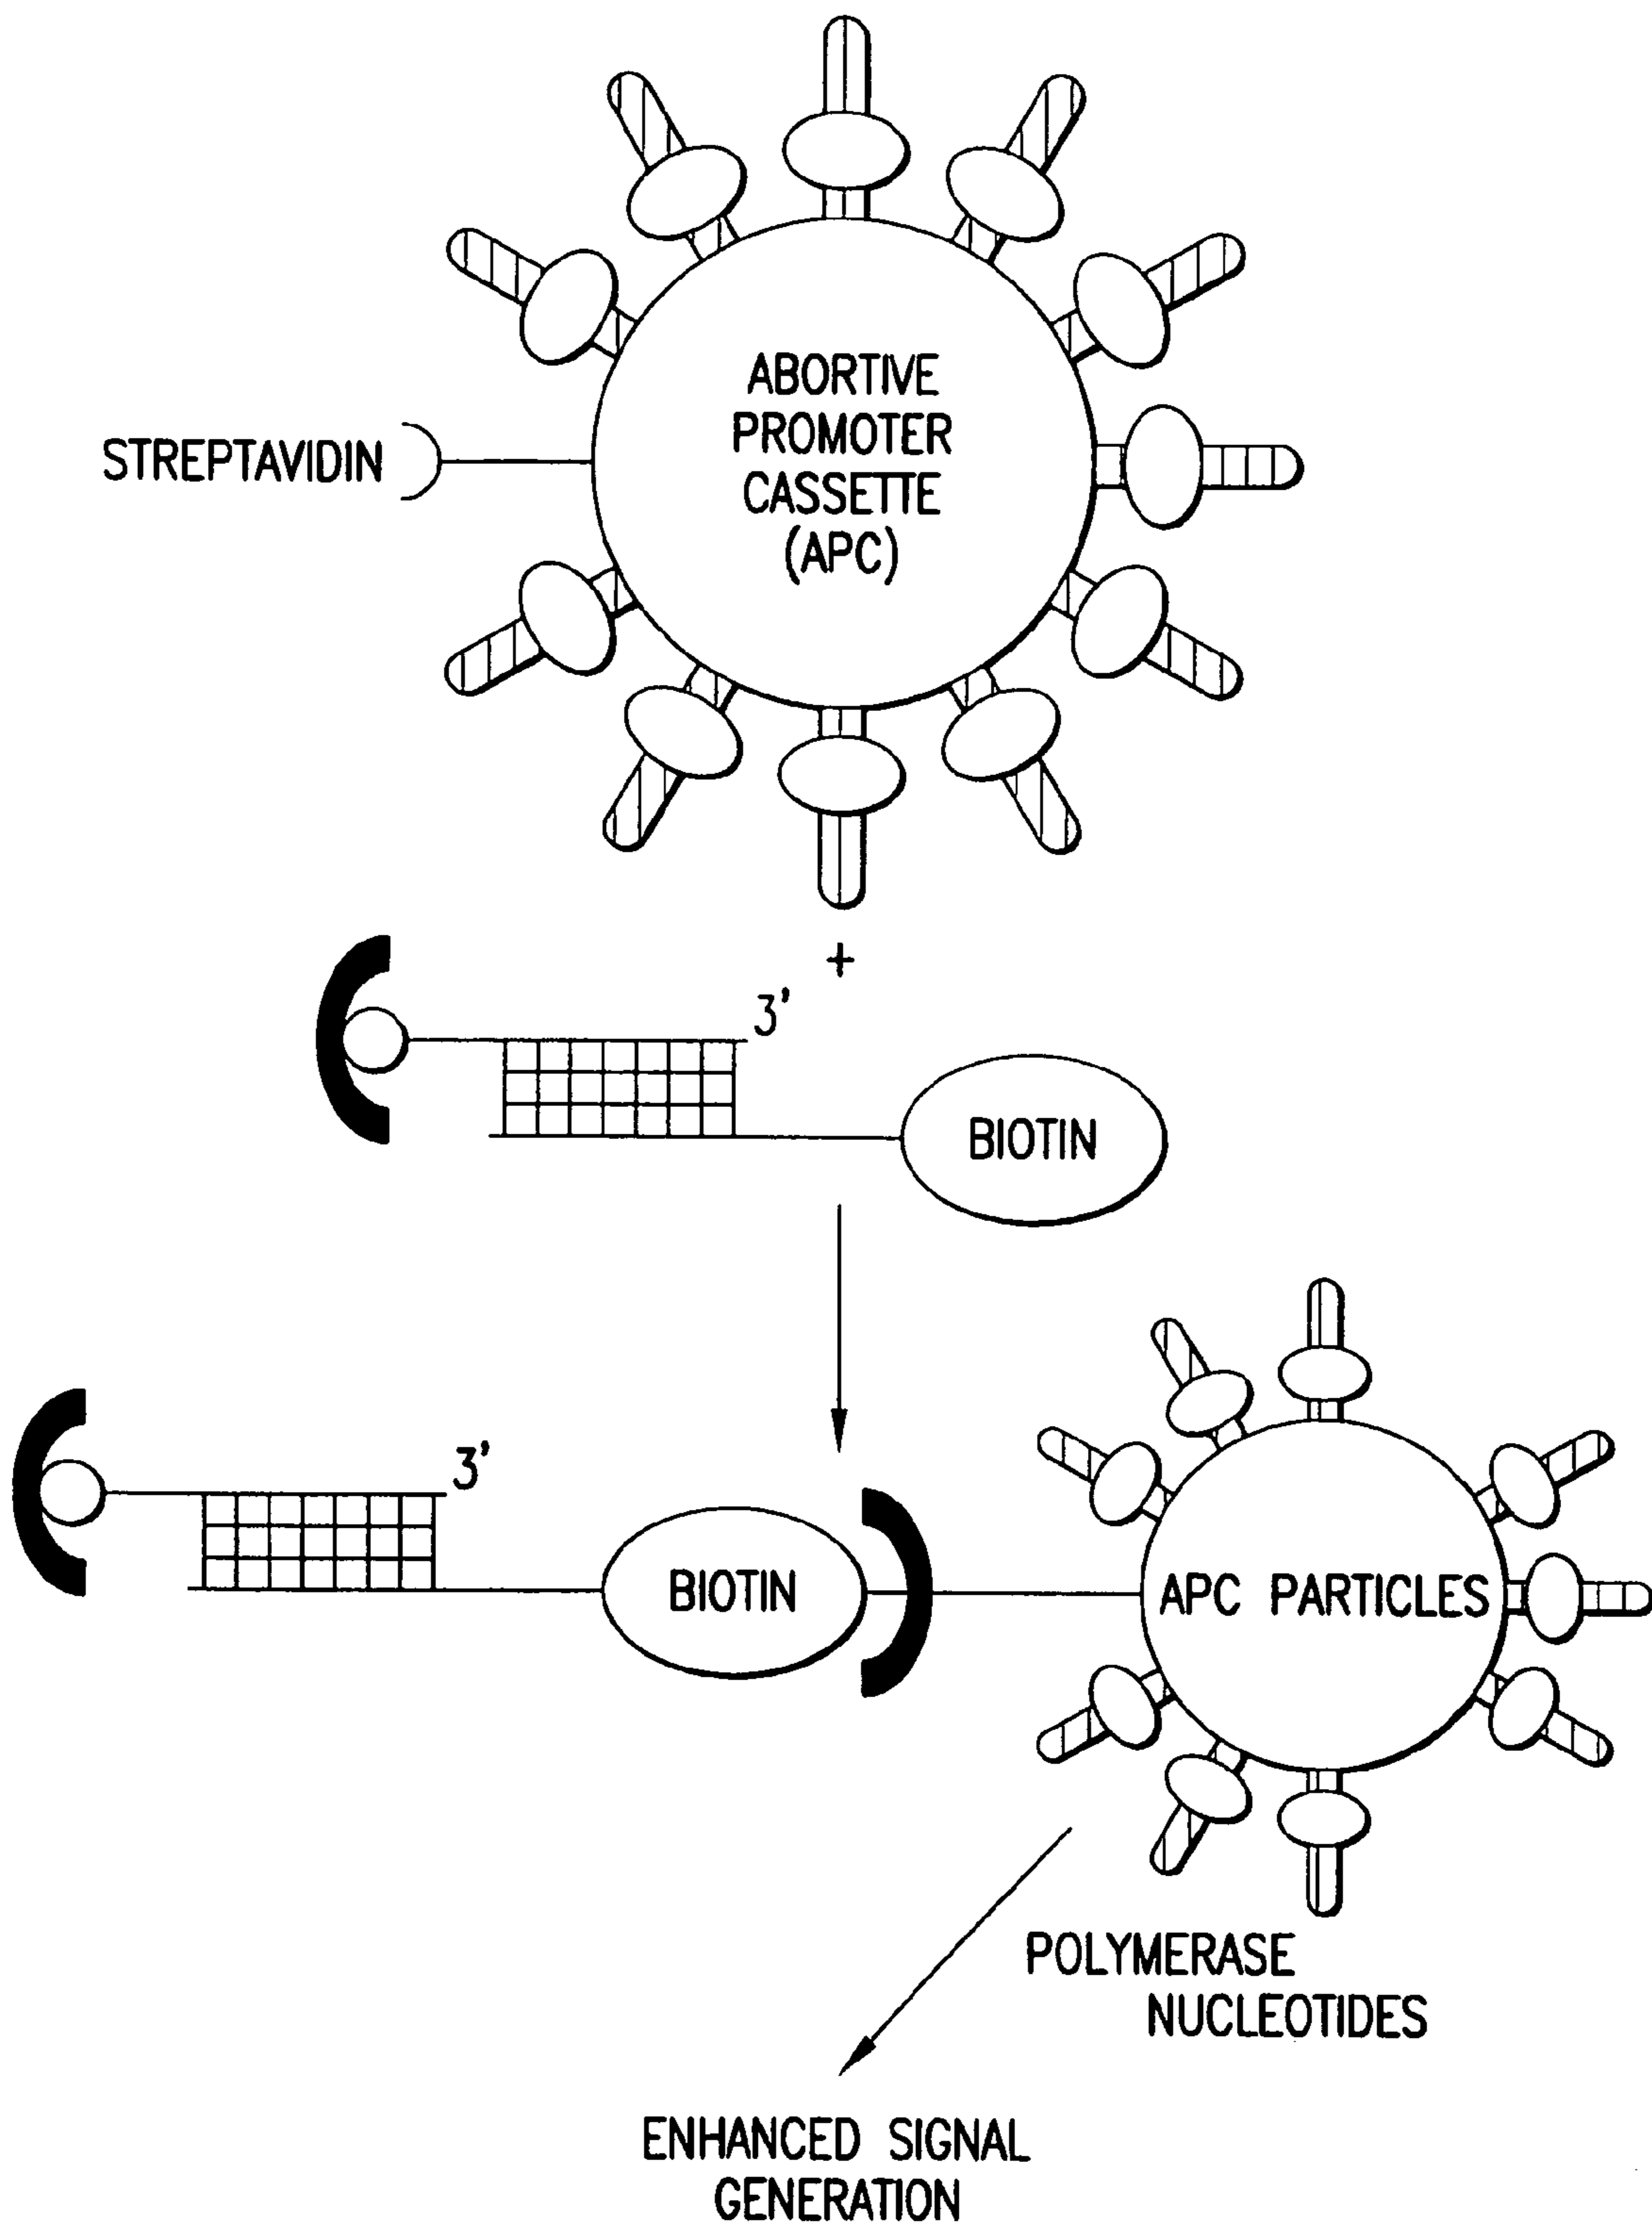 ABORTIVE
PROMOTER
CASSETTE
(APC)
STREPTAVIDIN
+
3'
BIOTIN
3'
BIOTIN
APC PARTICLES
POLYMERASE
NUCLEOTIDES
ENHANCED SIGNAL
GENERATION